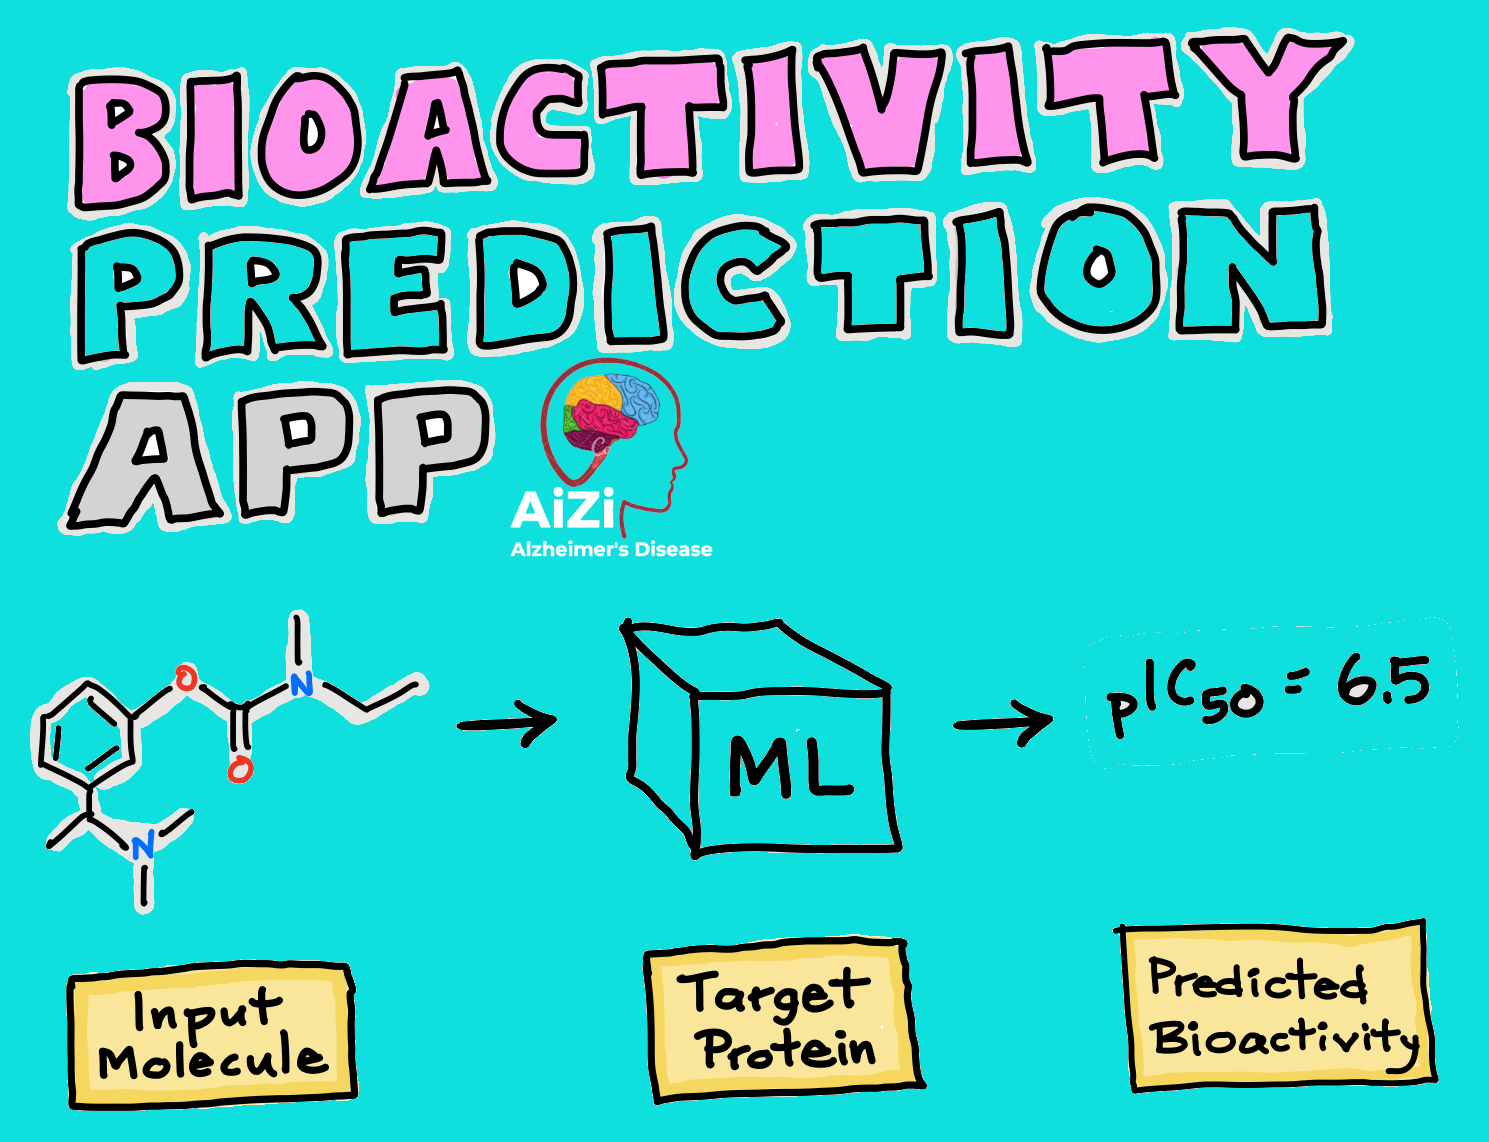 BIOACTIVITY
PREDICTION
APP
AiZi
Alzheimer's Disease
O
N
O
N
ML
pIC50 = 6.5
Input
Molecule
Target
Protein
Predicted
Bioactivity